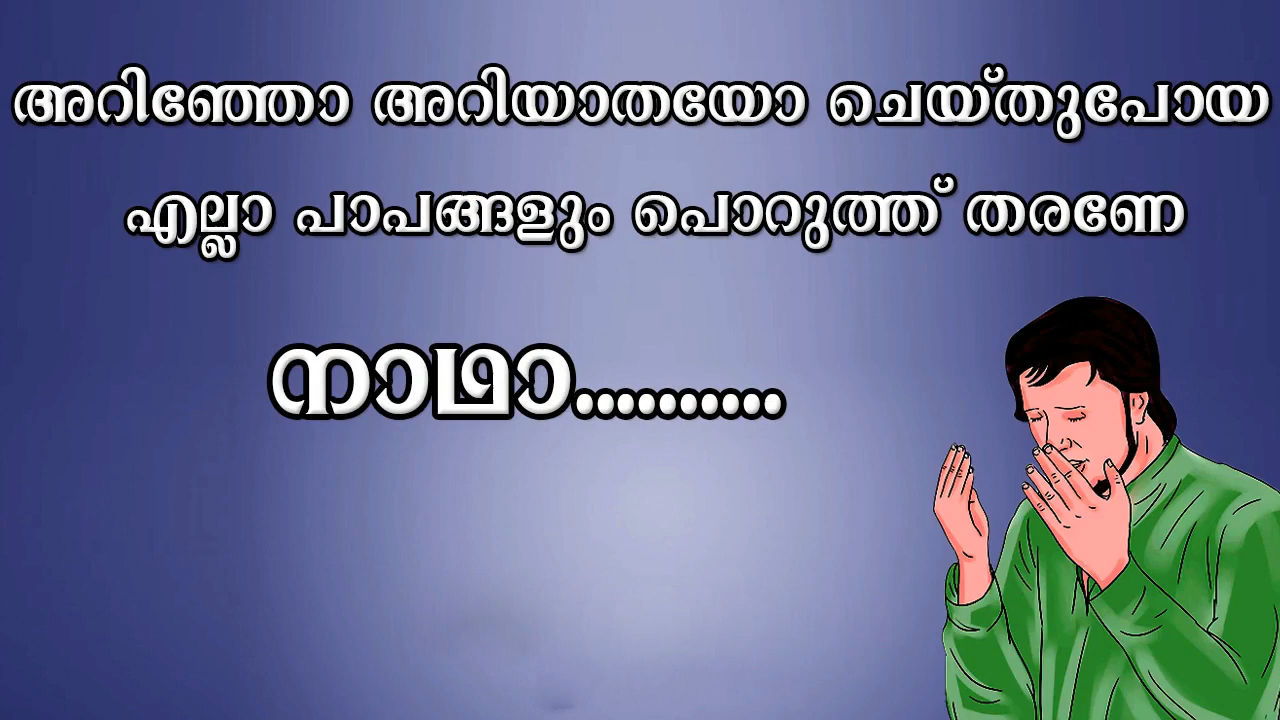 അറിഞ്ഞോ അറിയാതയോ ചെയ്തുപോയ
എല്ലാ പാപങ്ങളും പൊറുത്ത് തരണേ
നാഥാ..........